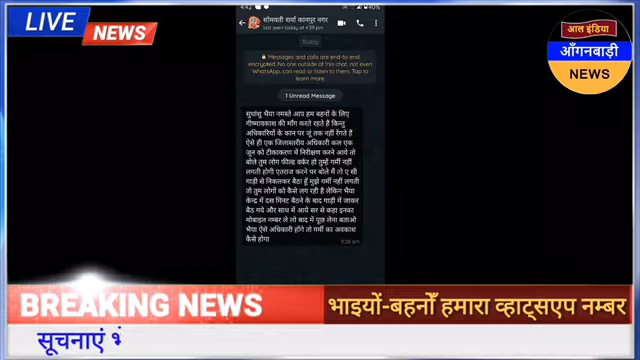 LIVE
NEWS
4:42
40%
सोमवती शर्मा कानपुर नगर
last seen today at 4:39 pm
Today
Messages and calls are end-to-end
encrypted. No one outside of this chat, not even
WhatsApp, can read or listen to them. Tap to
learn more.
1 Unread Message
सुधांशु भैया नमस्ते आप हम बहनों के लिए
गीष्मावकाश की माँग करते रहते हैं किन्तु
अधिकारियों के कान पर जूं तक नहीं रेंगते हैं
ऐसे ही एक जिलास्तरीय अधिकारी कल एक
जून को टीकाकरण में निरीक्षण करने आये तो
बोले तुम लोग फील्ड वर्कर हो तुम्हें गर्मी नहीं
लगती होगी एतराज करने पर बोले मैं तो ए सी
गाड़ी से निकलकर बैठा हूँ मुझे गर्मी नहीं लगती
तो तुम लोगों को कैसे लग रही है लेकिन भैया
केन्द्र में दस मिनट बैठने के बाद गाड़ी में जाकर
बैठ गये और साथ में आये सर से कहा इनका
मोबाइल नम्बर ले लो बाद में पूछ लेना बताओ
भैया ऐसे अधिकारी होंगे तो गर्मी का अवकाश
कैसे होगा
9:36 am
आल इंडिया
आँगनबाड़ी
NEWS
BREAKING NEWS
भाइयों-बहनोँ हमारा व्हाट्सएप नम्बर
सूचनाएं